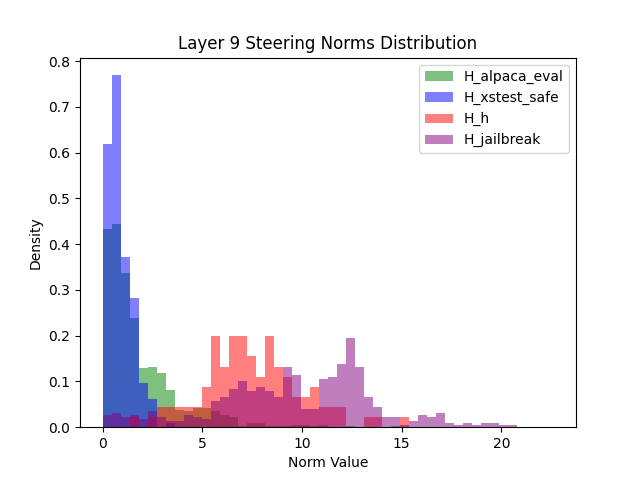 Layer 9 Steering Norms Distribution
H_alpaca_eval
H_xstest_safe
H_h
H_jailbreak
0.8
0.7
0.6
0.5
0.4
0.3
0.2
0.1
0.0
Density
0 5 10 15 20
Norm Value